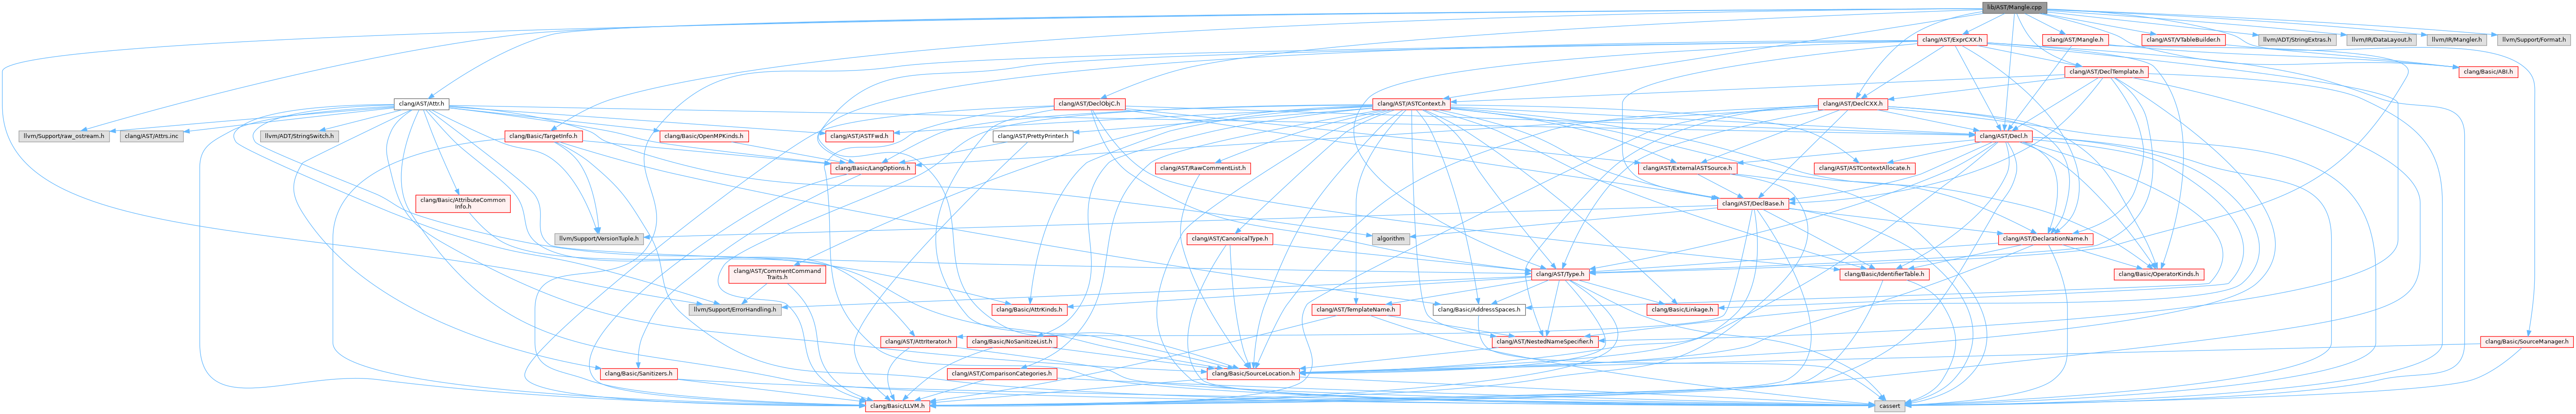 lib/AST/Mangle.cpp
clang/AST/ExprCXX.h
clang/AST/Mangle.h
clang/AST/VTableBuilder.h
llvm/ADT/StringExtras.h
llvm/IR/DataLayout.h
llvm/IR/Mangler.h
llvm/Support/Format.h
clang/AST/DeclTemplate.h
clang/Basic/ABI.h
clang/AST/Attr.h
clang/AST/DeclObjC.h
clang/AST/ASTContext.h
clang/AST/DeclCXX.h
llvm/Support/raw_ostream.h
clang/AST/Attrs.inc
llvm/ADT/StringSwitch.h
clang/Basic/TargetInfo.h
clang/Basic/OpenMPKinds.h
clang/AST/ASTFwd.h
clang/AST/PrettyPrinter.h
clang/AST/Decl.h
clang/Basic/LangOptions.h
clang/AST/RawCommentList.h
clang/AST/ExternalASTSource.h
clang/AST/ASTContextAllocate.h
clang/Basic/AttributeCommon
Info.h
clang/AST/DeclBase.h
llvm/Support/VersionTuple.h
algorithm
clang/AST/CanonicalType.h
clang/AST/DeclarationName.h
clang/AST/CommentCommand
Traits.h
clang/AST/Type.h
clang/Basic/IdentifierTable.h
clang/Basic/OperatorKinds.h
llvm/Support/ErrorHandling.h
clang/Basic/AttrKinds.h
clang/AST/TemplateName.h
clang/Basic/AddressSpaces.h
clang/Basic/Linkage.h
clang/AST/AttrIterator.h
clang/Basic/NoSanitizeList.h
clang/AST/NestedNameSpecifier.h
clang/Basic/SourceManager.h
clang/Basic/Sanitizers.h
clang/AST/ComparisonCategories.h
clang/Basic/SourceLocation.h
clang/Basic/LLVM.h
cassert